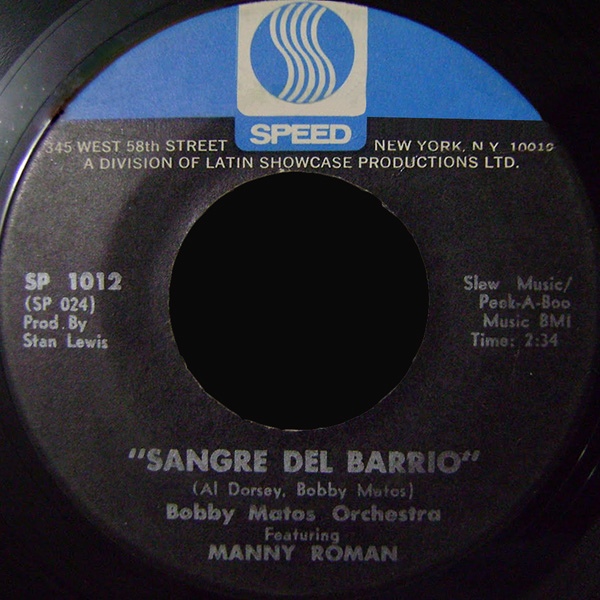 SPEED
345 WEST 58th STREET NEW YORK, N Y 10019
A DIVISION OF LATIN SHOWCASE PRODUCTIONS LTD.
SP 1012
(SP 024)
Prod. By
Stan Lewis
Slew Music/
Peek-A-Boo
Music BMI
Time: 2:34
"SANGRE DEL BARRIO"
(Al Dorsey, Bobby Matos)
Bobby Matos Orchestra
Featuring
MANNY ROMAN